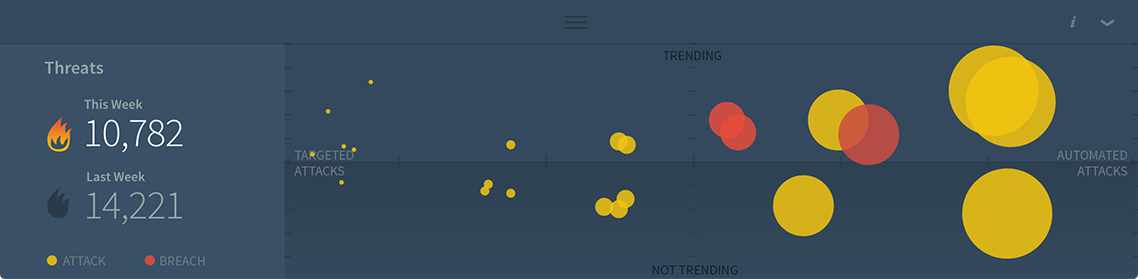 i
Threats
This Week
10,782
Last Week
14,221
ATTACK
BREACH
TRENDING
TARGETED
ATTACKS
AUTOMATED
ATTACKS
NOT TRENDING